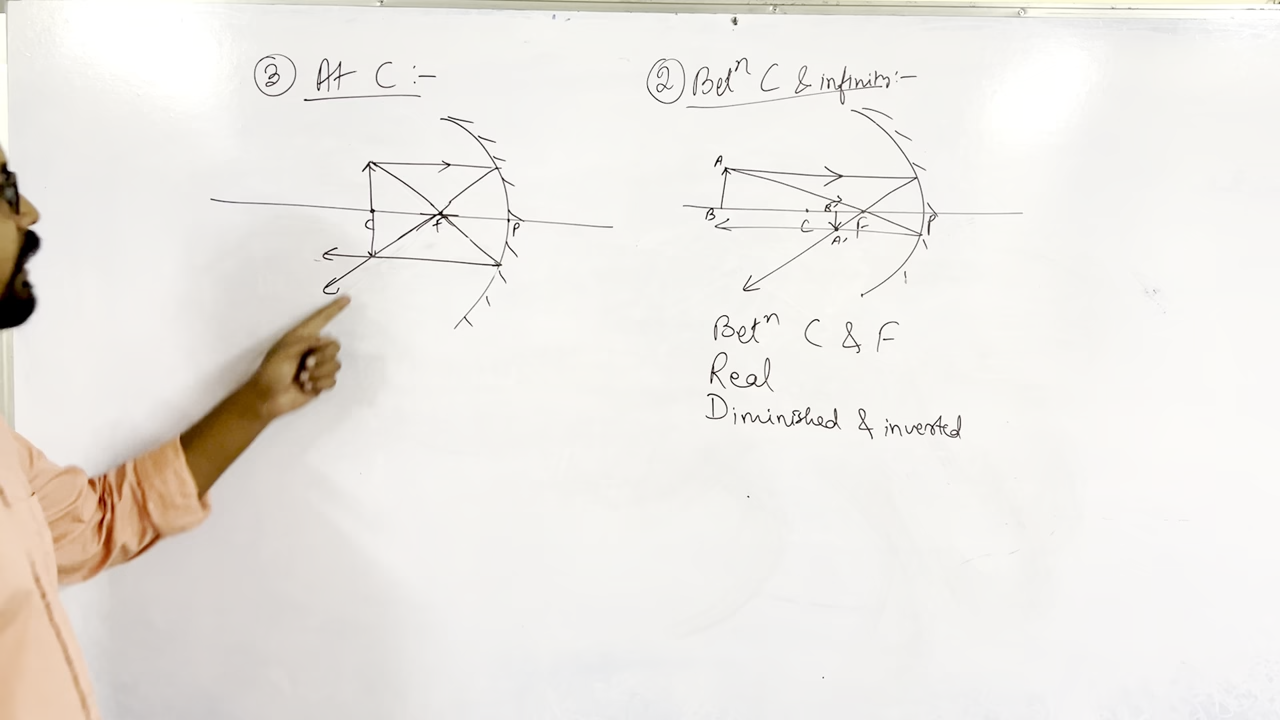 ③ At C :-
C F P
② Betⁿ C & infinity :-
A
B C B' F P
A'
Betⁿ C & F
Real
Diminished & inverted